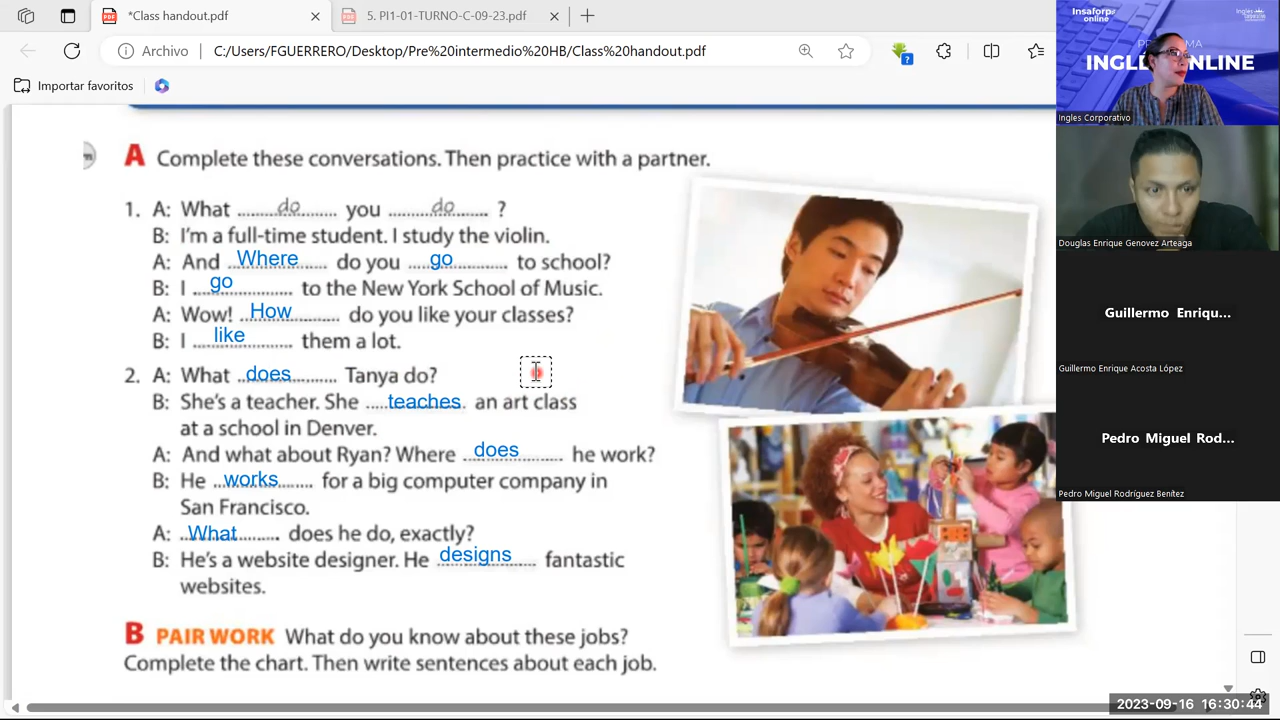 *Class handout.pdf
5.101-01-TURNO-C-09-23.pdf
Archivo
C:/Users/FGUERRERO/Desktop/Pre%20intermedio%20HB/Class%20handout.pdf
Importar favoritos
A Complete these conversations. Then practice with a partner.
1. A: What do you do ?
B: I'm a full-time student. I study the violin.
A: And Where do you go to school?
B: I go to the New York School of Music.
A: Wow! How do you like your classes?
B: I like them a lot.
2. A: What does Tanya do?
B: She's a teacher. She teaches an art class
at a school in Denver.
A: And what about Ryan? Where does he work?
B: He works for a big computer company in
San Francisco.
A: What does he do, exactly?
B: He's a website designer. He designs fantastic
websites.
B PAIR WORK What do you know about these jobs?
Complete the chart. Then write sentences about each job.
Insaforp
online
Ingles Corporativo
Douglas Enrique Genovez Arteaga
Guillermo Enriqu...
Guillermo Enrique Acosta López
Pedro Miguel Rod...
Pedro Miguel Rodríguez Benítez
2023-09-16 16:30:44